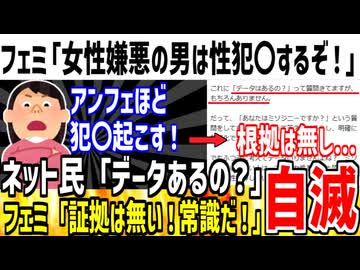 フェミ「女性嫌悪の男は性犯〇するぞ！」
アンフェほど
犯〇起こす！
これに「データはあるの？」って質問きてますが、
もちろんありません。
だって、「あなたはミソジニーですか？」という質
問をして
根拠は無し…
ネット民「データあるの？」
フェミ「証拠は無い！常識だ！」
自滅